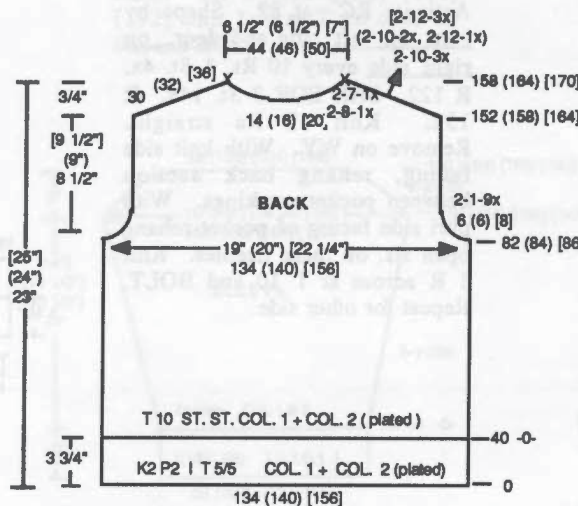 6 1/2" (6 1/2") [7"]
44 (46) [50]
[2-12-3x]
(2-10-2x, 2-12-1x)
2-10-3x
30 (32) [36]
158 (164) [170]
3/4"
2-7-1x
2-8-1x
14 (16) [20]
152 (158) [164]
[9 1/2"]
(9")
8 1/2"
BACK
2-1-9x
6 (6) [8]
82 (84) [86]
19" (20") [22 1/4"]
134 (140) [156]
[25"]
(24")
23"
T 10 ST. ST. COL. 1 + COL. 2 (plated)
40 -0-
3 3/4"
K2 P2 I T 5/5 COL. 1 + COL. 2 (plated)
0
134 (140) [156]